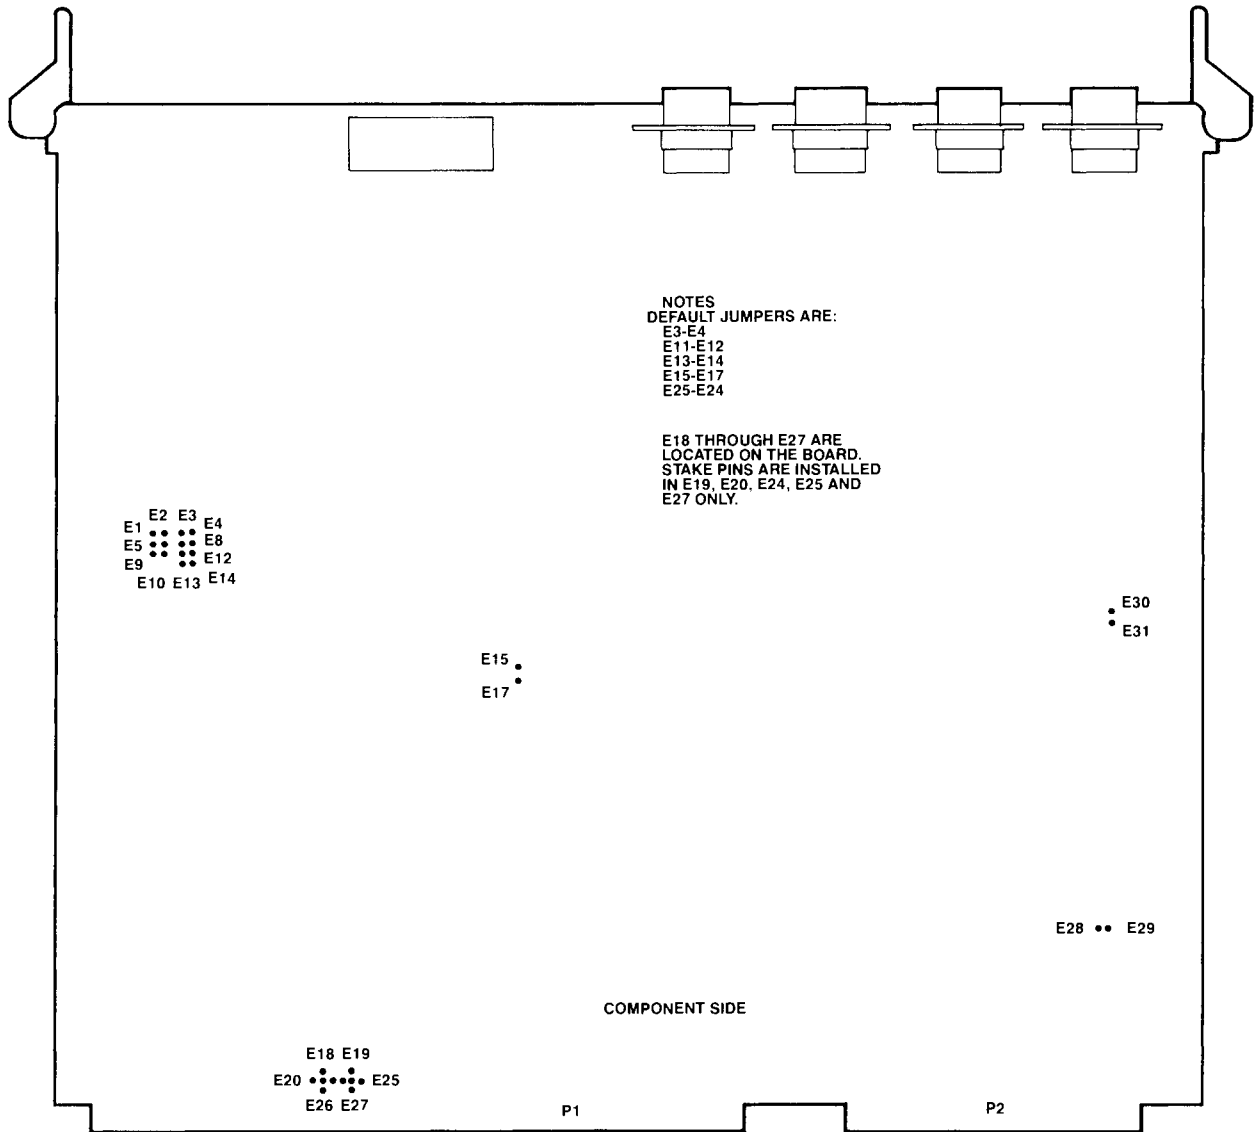 NOTES
DEFAULT JUMPERS ARE:
E3-E4
E11-E12
E13-E14
E15-E17
E25-E24
E18 THROUGH E27 ARE
LOCATED ON THE BOARD.
STAKE PINS ARE INSTALLED
IN E19, E20, E24, E25 AND
E27 ONLY.
E2 E3
E1 E4
E5 E8
E9 E12
E10 E13 E14
E30
E31
E15
E17
E28 E29
COMPONENT SIDE
E18 E19
E20 E25
E26 E27
P1 P2